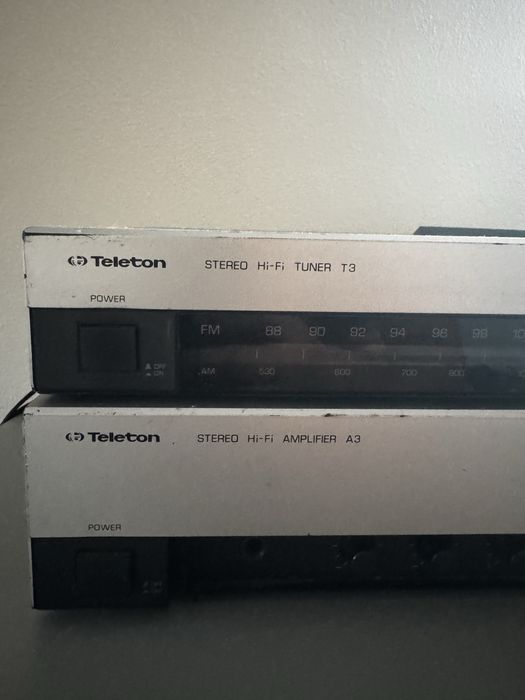 Teleton STEREO Hi-Fi TUNER T3
POWER
FM 88 90 92 94 96 98 10
▲ OFF
▬ ON
AM 530 600 700 800
Teleton STEREO Hi-Fi AMPLIFIER A3
POWER